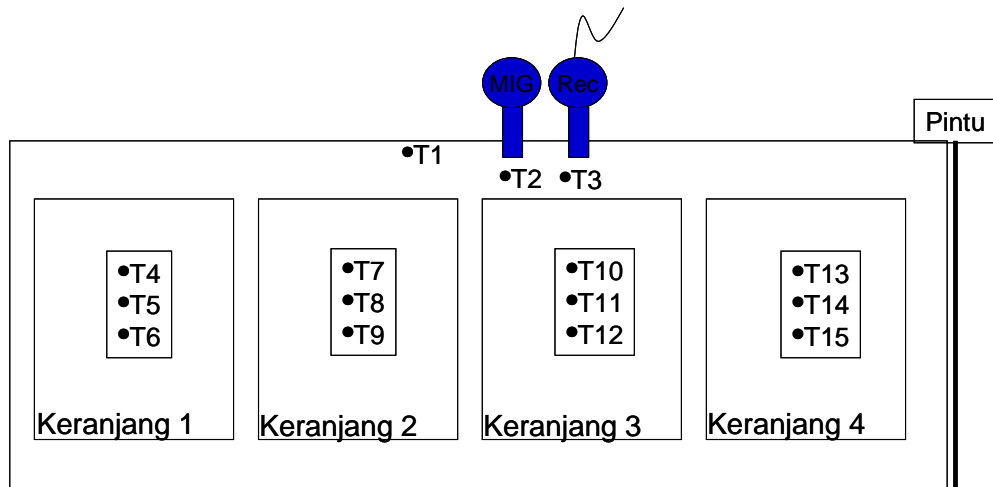 MIG
Rec
Pintu
T1
T2
T3
T4
T5
T6
Keranjang 1
T7
T8
T9
Keranjang 2
T10
T11
T12
Keranjang 3
T13
T14
T15
Keranjang 4